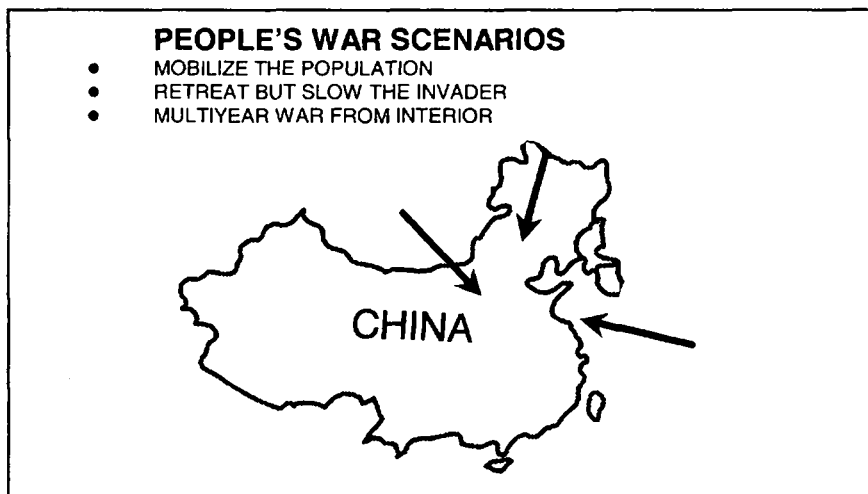 PEOPLE'S WAR SCENARIOS
● MOBILIZE THE POPULATION
● RETREAT BUT SLOW THE INVADER
● MULTIYEAR WAR FROM INTERIOR
CHINA